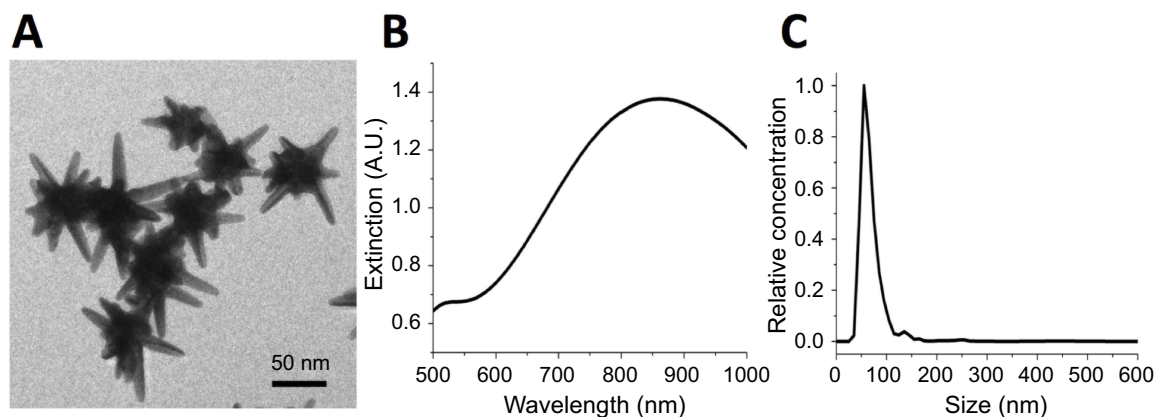 A
B
C
50 nm
Extinction (A.U.)
1.4
1.2
1.0
0.8
0.6
500 600 700 800 900 1000
Wavelength (nm)
Relative concentration
1.0
0.8
0.6
0.4
0.2
0.0
0 100 200 300 400 500 600
Size (nm)